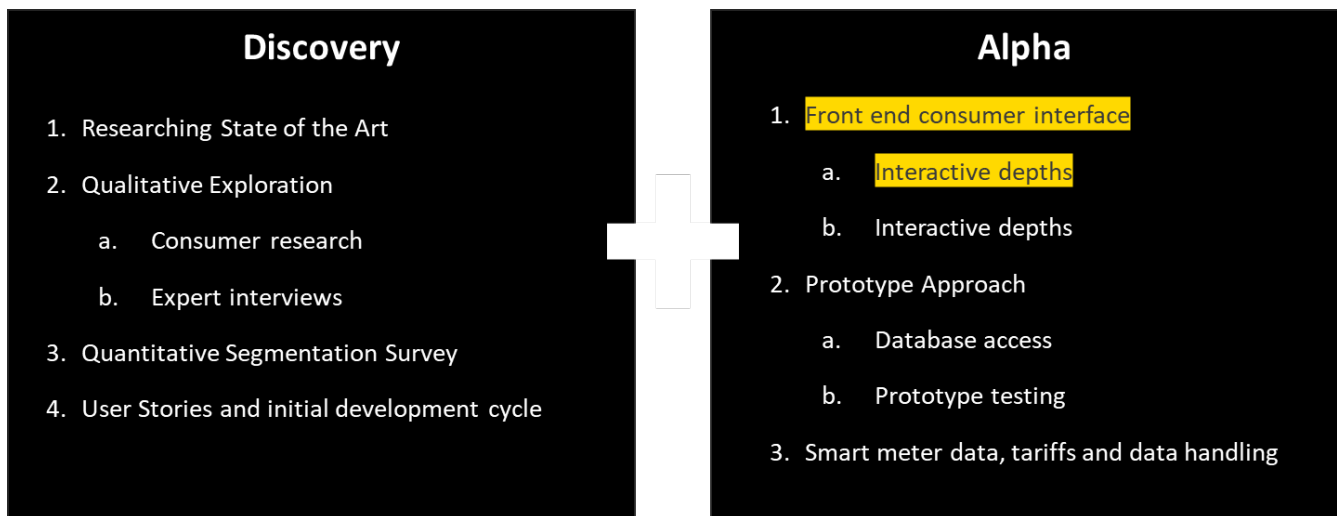 Discovery
1. Researching State of the Art
2. Qualitative Exploration
a. Consumer research
b. Expert interviews
3. Quantitative Segmentation Survey
4. User Stories and initial development cycle
Alpha
1. Front end consumer interface
a. Interactive depths
b. Interactive depths
2. Prototype Approach
a. Database access
b. Prototype testing
3. Smart meter data, tariffs and data handling